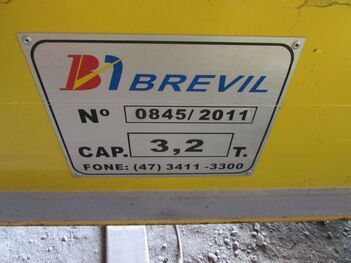 BREVIL
Nº 0845/2011
CAP. 3,2 T.
FONE: (47) 3411-3300